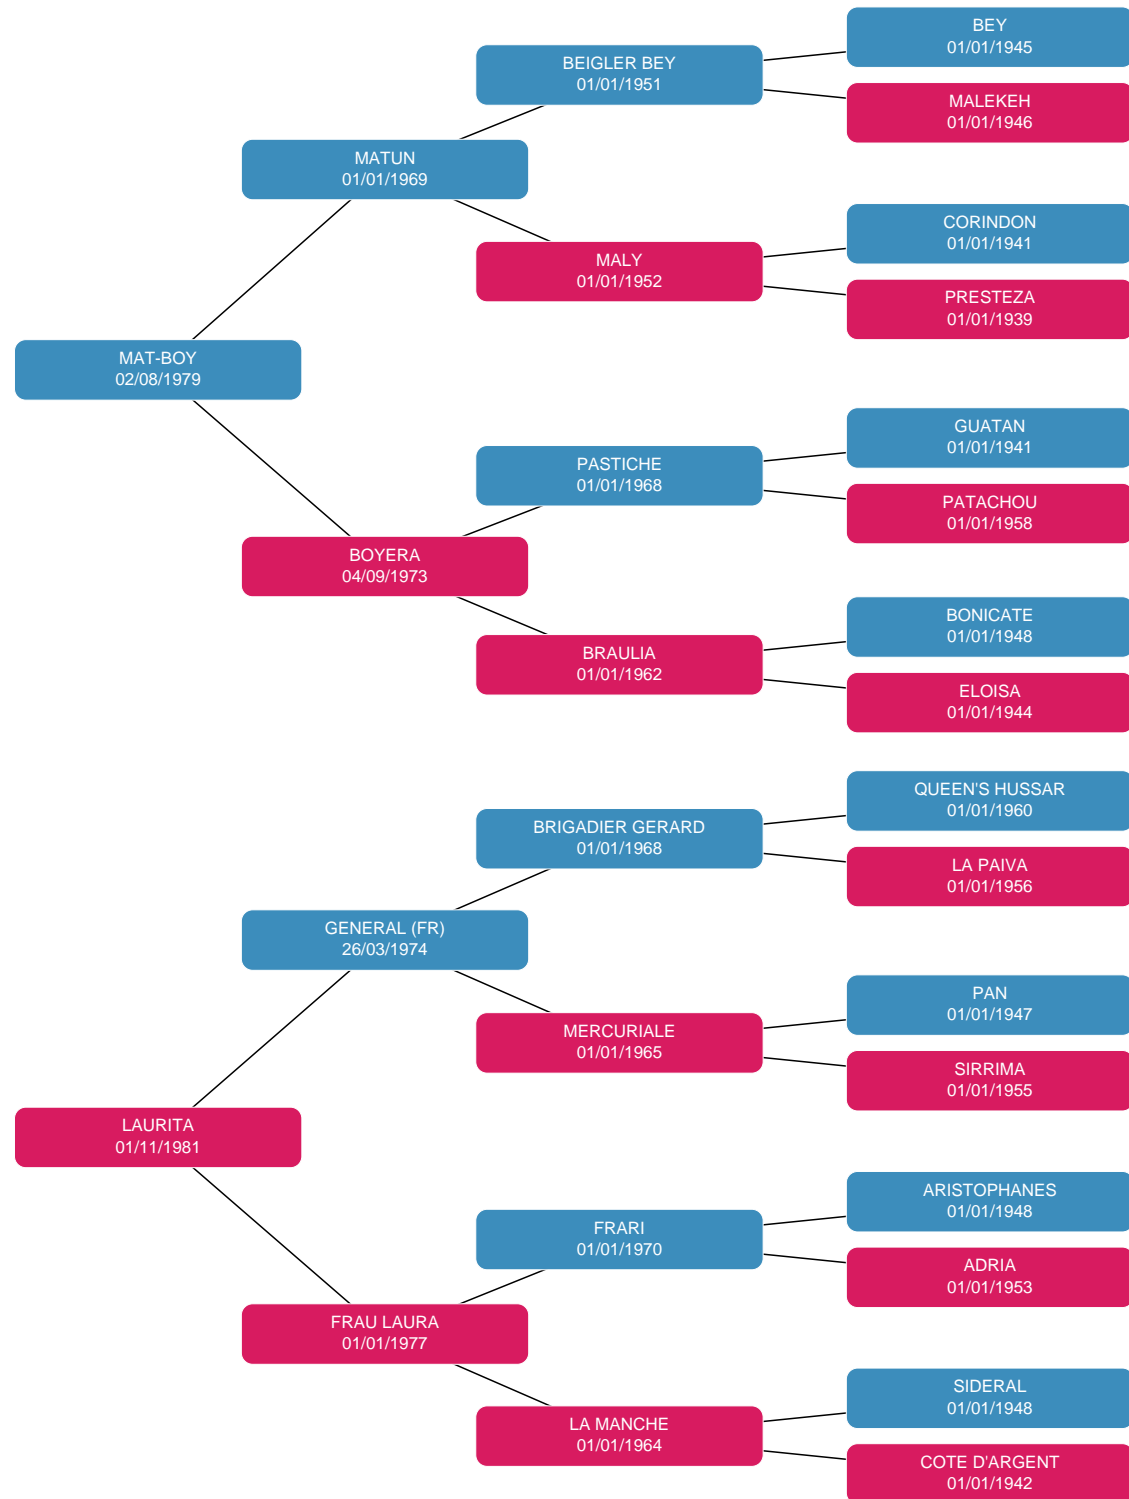 BEY
01/01/1945
BEIGLER BEY
01/01/1951
MALEKEH
01/01/1946
MATUN
01/01/1969
CORINDON
01/01/1941
MALY
01/01/1952
PRESTEZA
01/01/1939
MAT-BOY
02/08/1979
GUATAN
01/01/1941
PASTICHE
01/01/1968
PATACHOU
01/01/1958
BOYERA
04/09/1973
BONICATE
01/01/1948
BRAULIA
01/01/1962
ELOISA
01/01/1944
QUEEN'S HUSSAR
01/01/1960
BRIGADIER GERARD
01/01/1968
LA PAIVA
01/01/1956
GENERAL (FR)
26/03/1974
PAN
01/01/1947
MERCURIALE
01/01/1965
SIRRIMA
01/01/1955
LAURITA
01/11/1981
ARISTOPHANES
01/01/1948
FRARI
01/01/1970
ADRIA
01/01/1953
FRAU LAURA
01/01/1977
SIDERAL
01/01/1948
LA MANCHE
01/01/1964
COTE D'ARGENT
01/01/1942